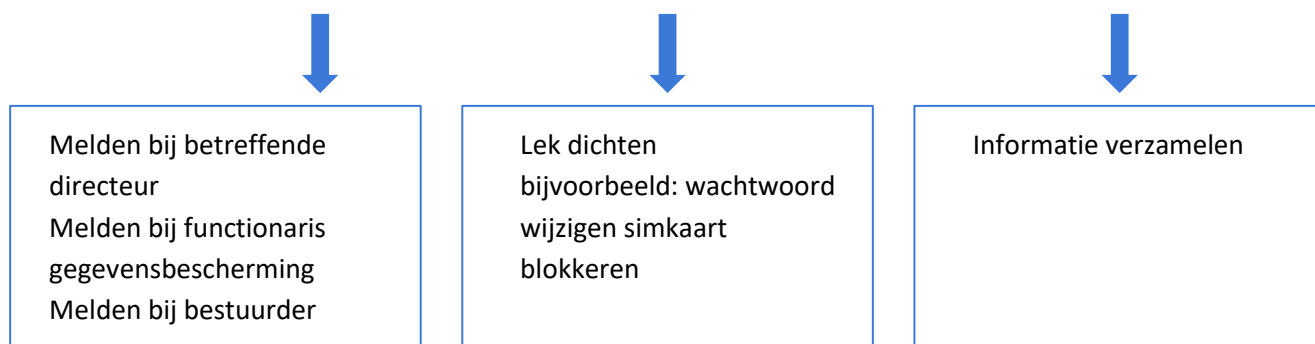 Melden bij betreffende
directeur
Melden bij functionaris
gegevensbescherming
Melden bij bestuurder
Lek dichten
bijvoorbeeld: wachtwoord
wijzigen simkaart
blokkeren
Informatie verzamelen